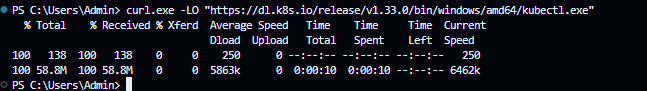 PS C:\Users\Admin> curl.exe -LO "https://dl.k8s.io/release/v1.33.0/bin/windows/amd64/kubectl.exe"
  % Total    % Received % Xferd  Average Speed   Time    Time     Time  Current
                                 Dload  Upload   Total   Spent    Left  Speed
100   138  100   138    0     0    250      0 --:--:-- --:--:-- --:--:--   250
100 58.8M  100 58.8M    0     0  5863k      0  0:00:10  0:00:10 --:--:-- 6462k
PS C:\Users\Admin>